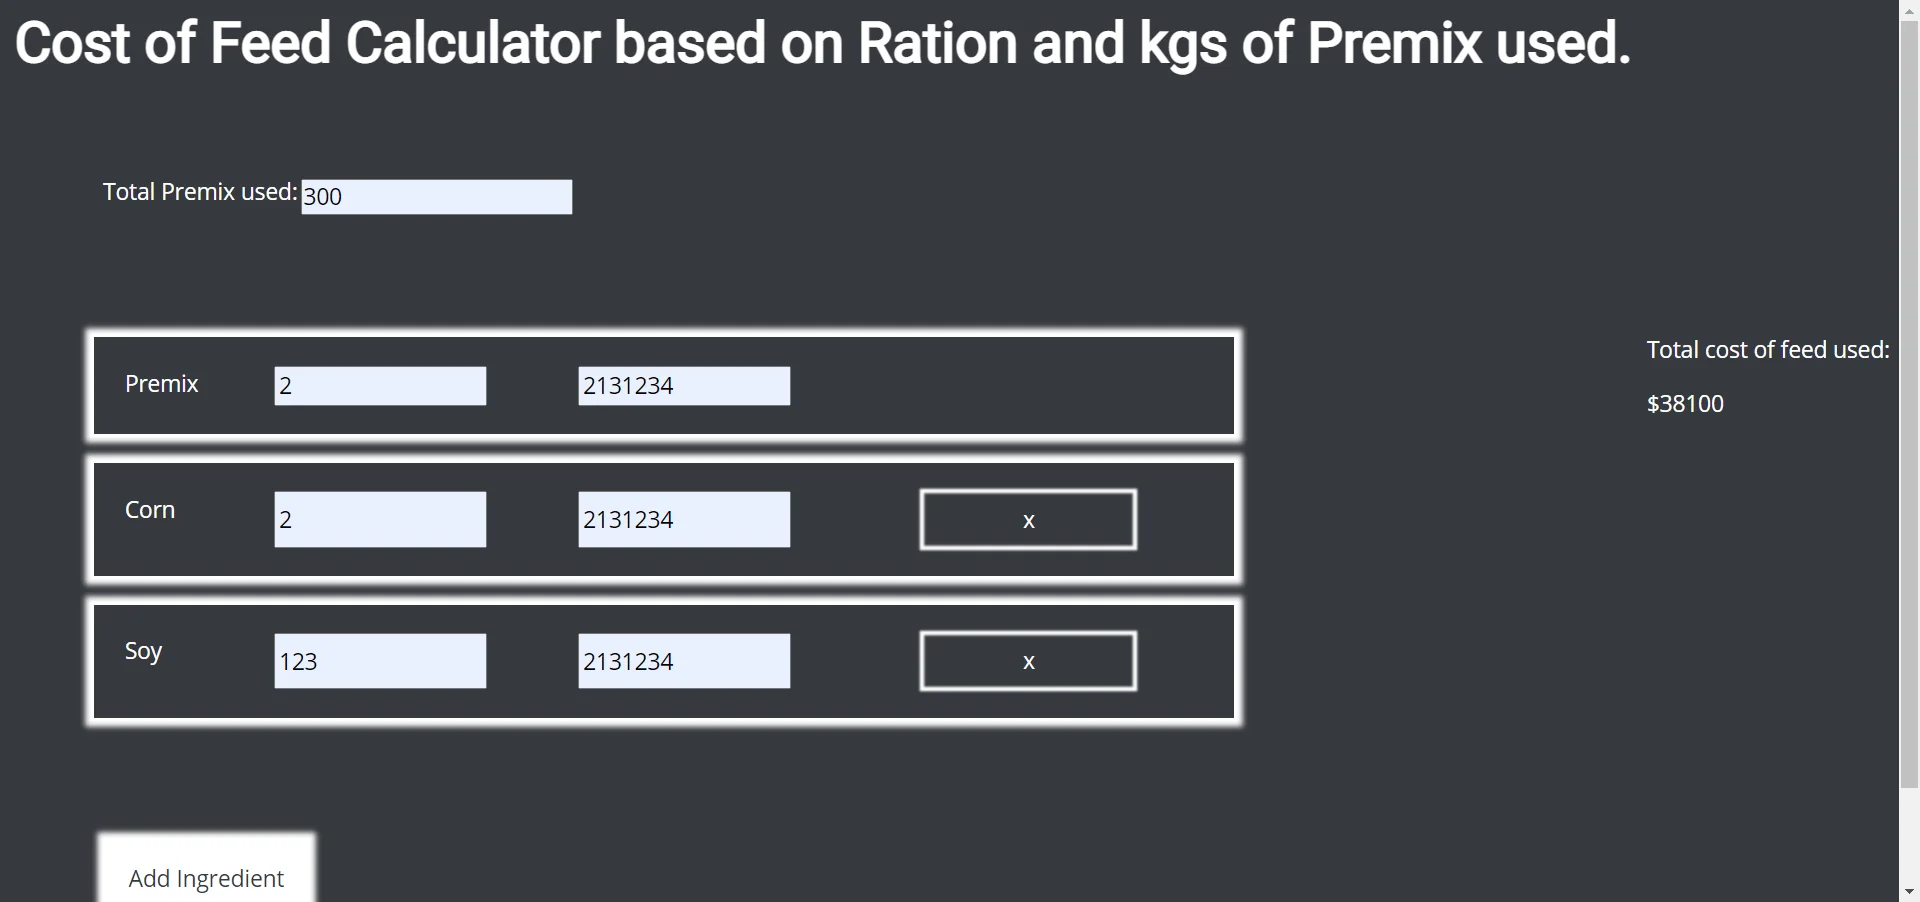 Cost of Feed Calculator based on Ration and kgs of Premix used.
Total Premix used: 300
Total cost of feed used:
$38100
Premix 2 2131234
Corn 2 2131234 x
Soy 123 2131234 x
Add Ingredient